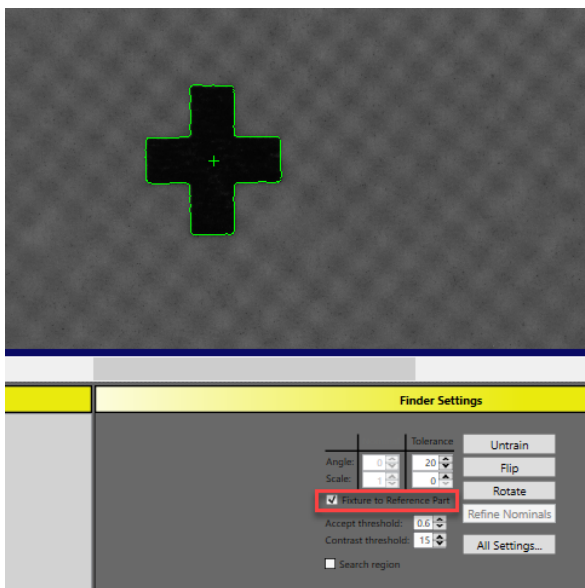 Finder Settings
Tolerance
Angle: 0 20
Scale: 1 0
Fixture to Reference Part
Accept threshold: 0.6
Contrast threshold: 15
Search region
Untrain
Flip
Rotate
Refine Nominals
All Settings...